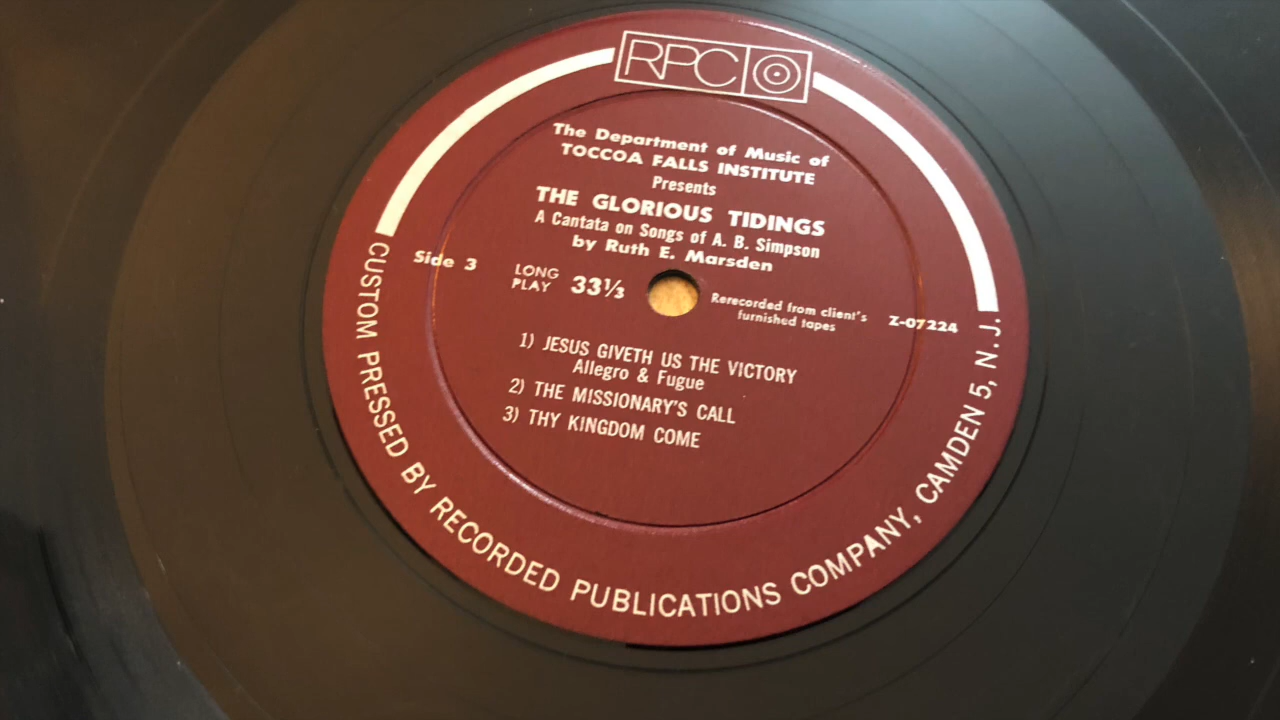 RPC
The Department of Music of
TOCCOA FALLS INSTITUTE
Presents
THE GLORIOUS TIDINGS
A Cantata on Songs of A. B. Simpson
by Ruth E. Marsden
Side 3
LONG
PLAY
33⅓
Rerecorded from client's
furnished tapes
Z-07224
1) JESUS GIVETH US THE VICTORY
Allegro & Fugue
2) THE MISSIONARY'S CALL
3) THY KINGDOM COME
CUSTOM PRESSED BY RECORDED PUBLICATIONS COMPANY, CAMDEN 5, N.J.